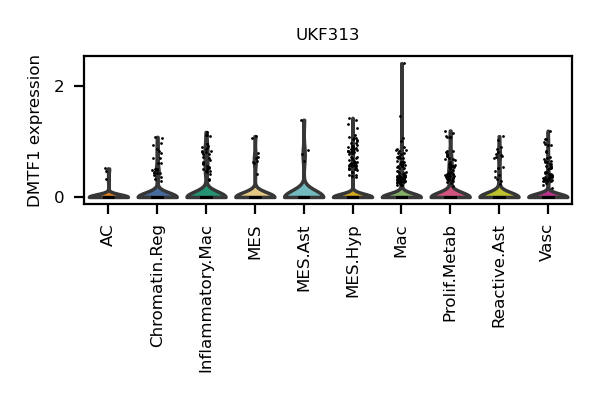 UKF313
DMTF1 expression
2
0
AC
Chromatin.Reg
Inflammatory.Mac
MES
MES.Ast
MES.Hyp
Mac
Prolif.Metab
Reactive.Ast
Vasc